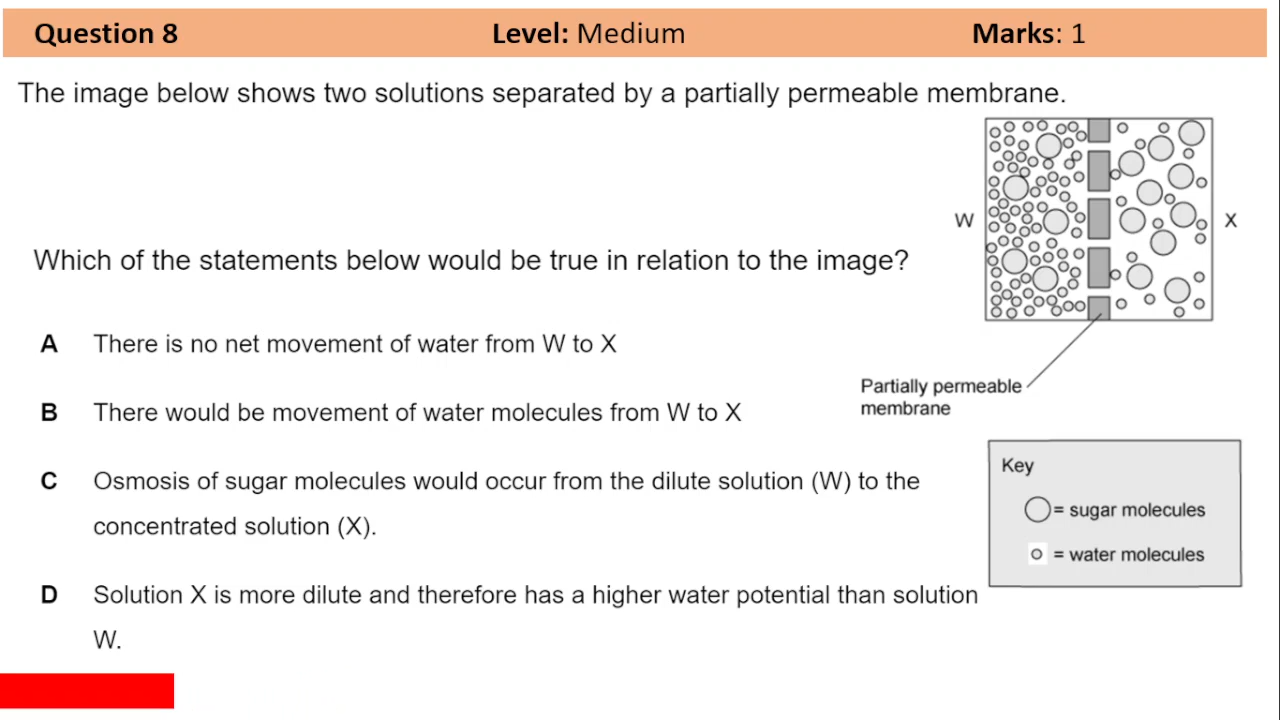 Question 8 Level: Medium Marks: 1
The image below shows two solutions separated by a partially permeable membrane.
W X
Which of the statements below would be true in relation to the image?
A There is no net movement of water from W to X
Partially permeable
membrane
B There would be movement of water molecules from W to X
Key
C Osmosis of sugar molecules would occur from the dilute solution (W) to the
concentrated solution (X).
= sugar molecules
= water molecules
D Solution X is more dilute and therefore has a higher water potential than solution
W.